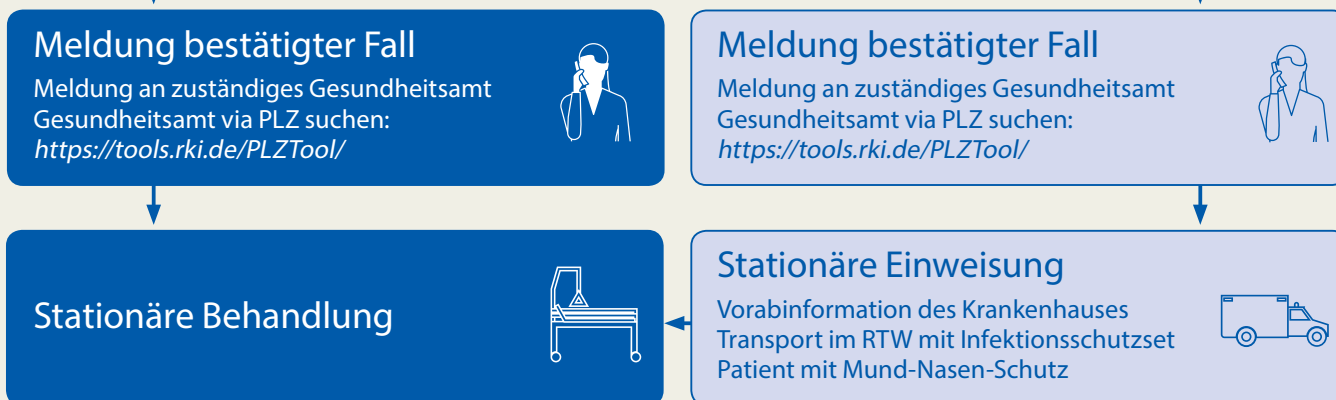 Meldung bestätigter Fall
Meldung an zuständiges Gesundheitsamt
Gesundheitsamt via PLZ suchen:
https://tools.rki.de/PLZTool/
Meldung bestätigter Fall
Meldung an zuständiges Gesundheitsamt
Gesundheitsamt via PLZ suchen:
https://tools.rki.de/PLZTool/
Stationäre Behandlung
Stationäre Einweisung
Vorabinformation des Krankenhauses
Transport im RTW mit Infektionsschutzset
Patient mit Mund-Nasen-Schutz